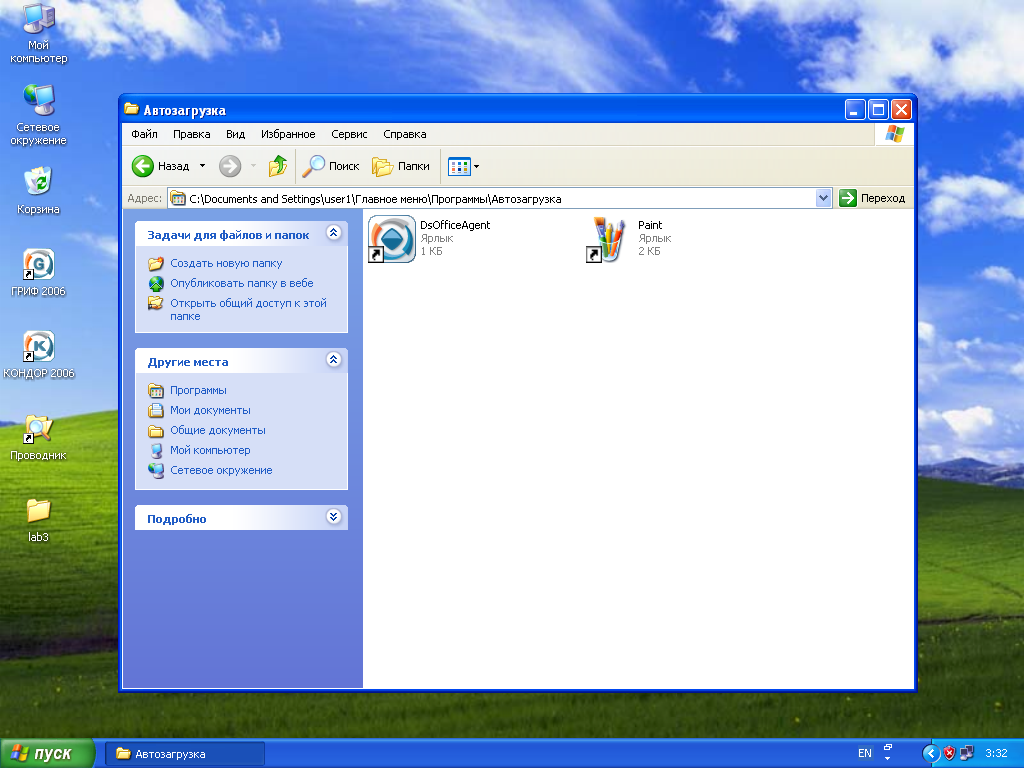 Мой
компьютер
Сетевое
окружение
Корзина
ГРИФ 2006
КОНДОР 2006
Проводник
lab3
Автозагрузка
Файл Правка Вид Избранное Сервис Справка
Назад Поиск Папки
Адрес: C:\Documents and Settings\user1\Главное меню\Программы\Автозагрузка Переход
Задачи для файлов и папок
Создать новую папку
Опубликовать папку в вебе
Открыть общий доступ к этой
папке
Другие места
Программы
Мои документы
Общие документы
Мой компьютер
Сетевое окружение
Подробно
DsOfficeAgent
Ярлык
1 КБ
Paint
Ярлык
2 КБ
пуск Автозагрузка EN 3:32